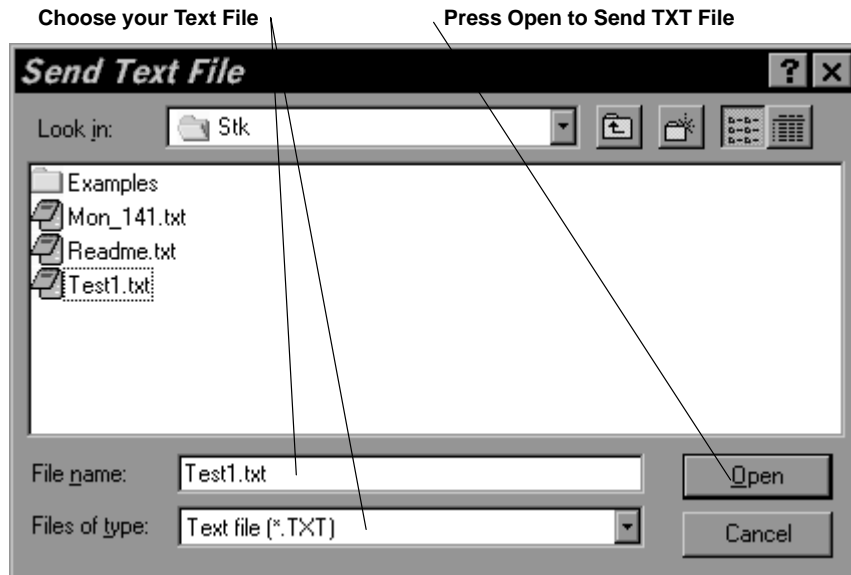 Choose your Text File Press Open to Send TXT File
Send Text File
Look in: Stk
Examples
Mon_141.txt
Readme.txt
Test1.txt
File name: Test1.txt Open
Files of type: Text file (*.TXT) Cancel